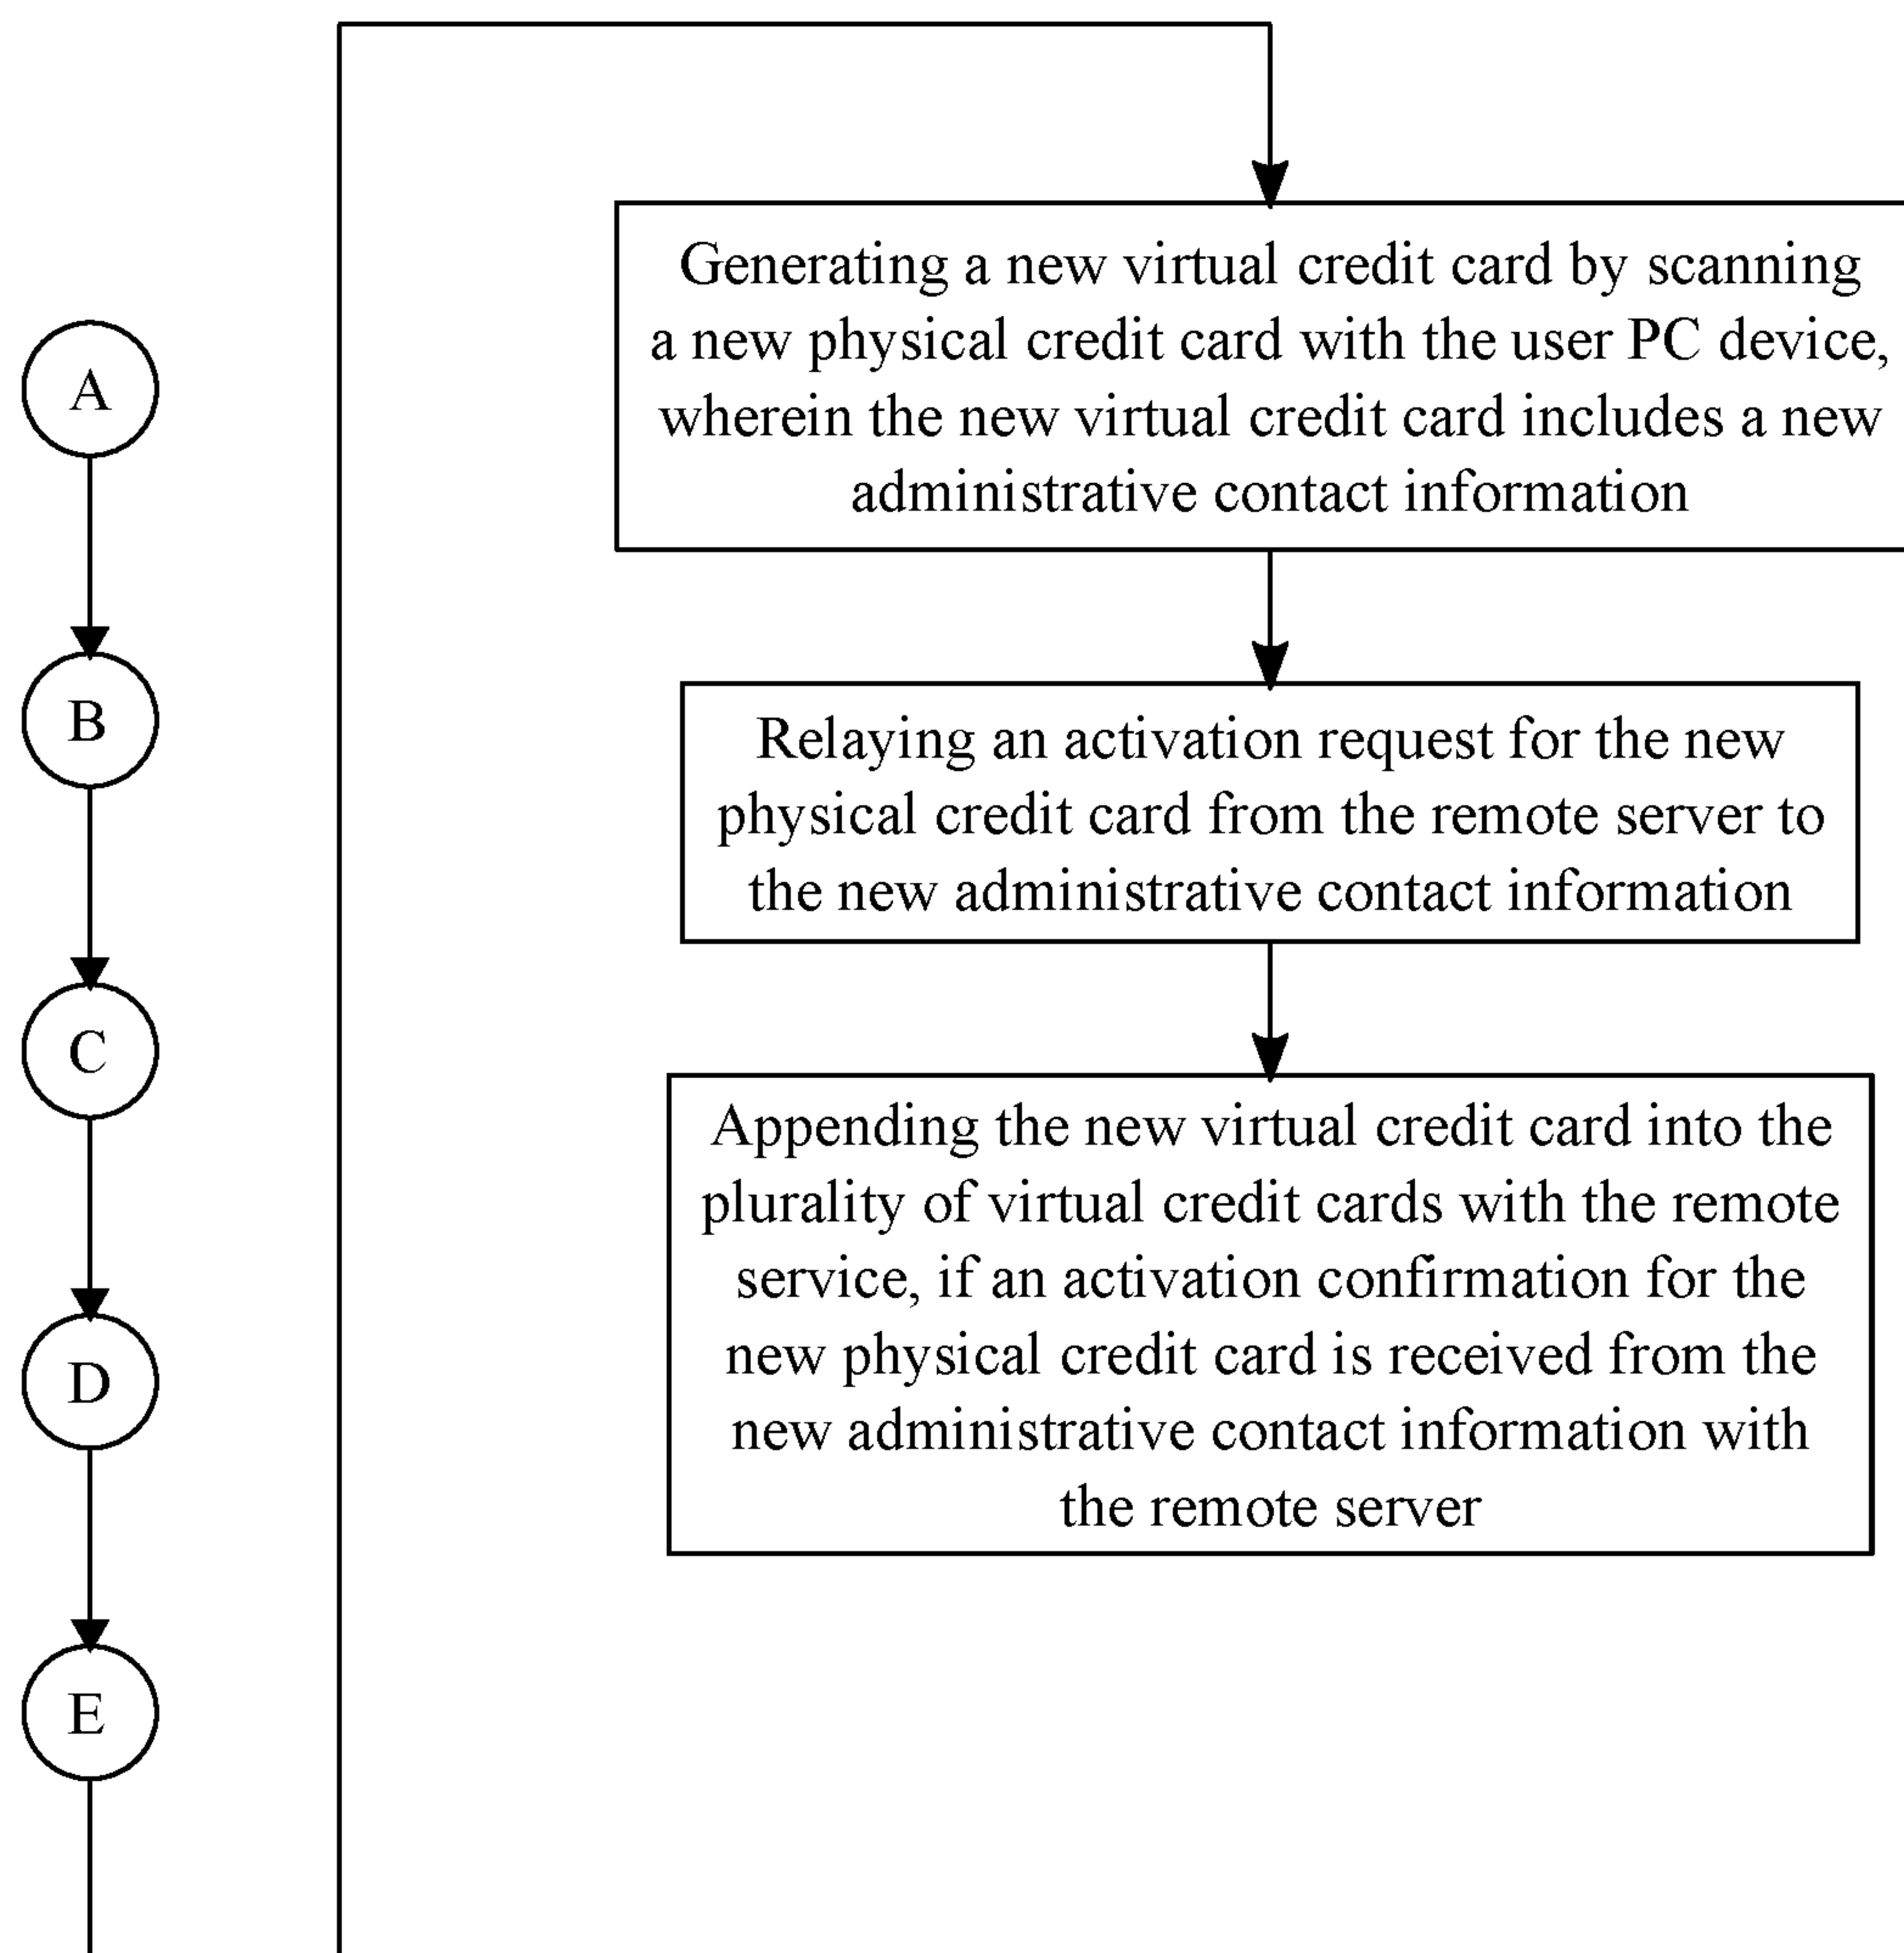 A
B
C
D
E
Generating a new virtual credit card by scanning
a new physical credit card with the user PC device,
wherein the new virtual credit card includes a new
administrative contact information
Relaying an activation request for the new
physical credit card from the remote server to
the new administrative contact information
Appending the new virtual credit card into the
plurality of virtual credit cards with the remote
service, if an activation confirmation for the
new physical credit card is received from the
new administrative contact information with
the remote server